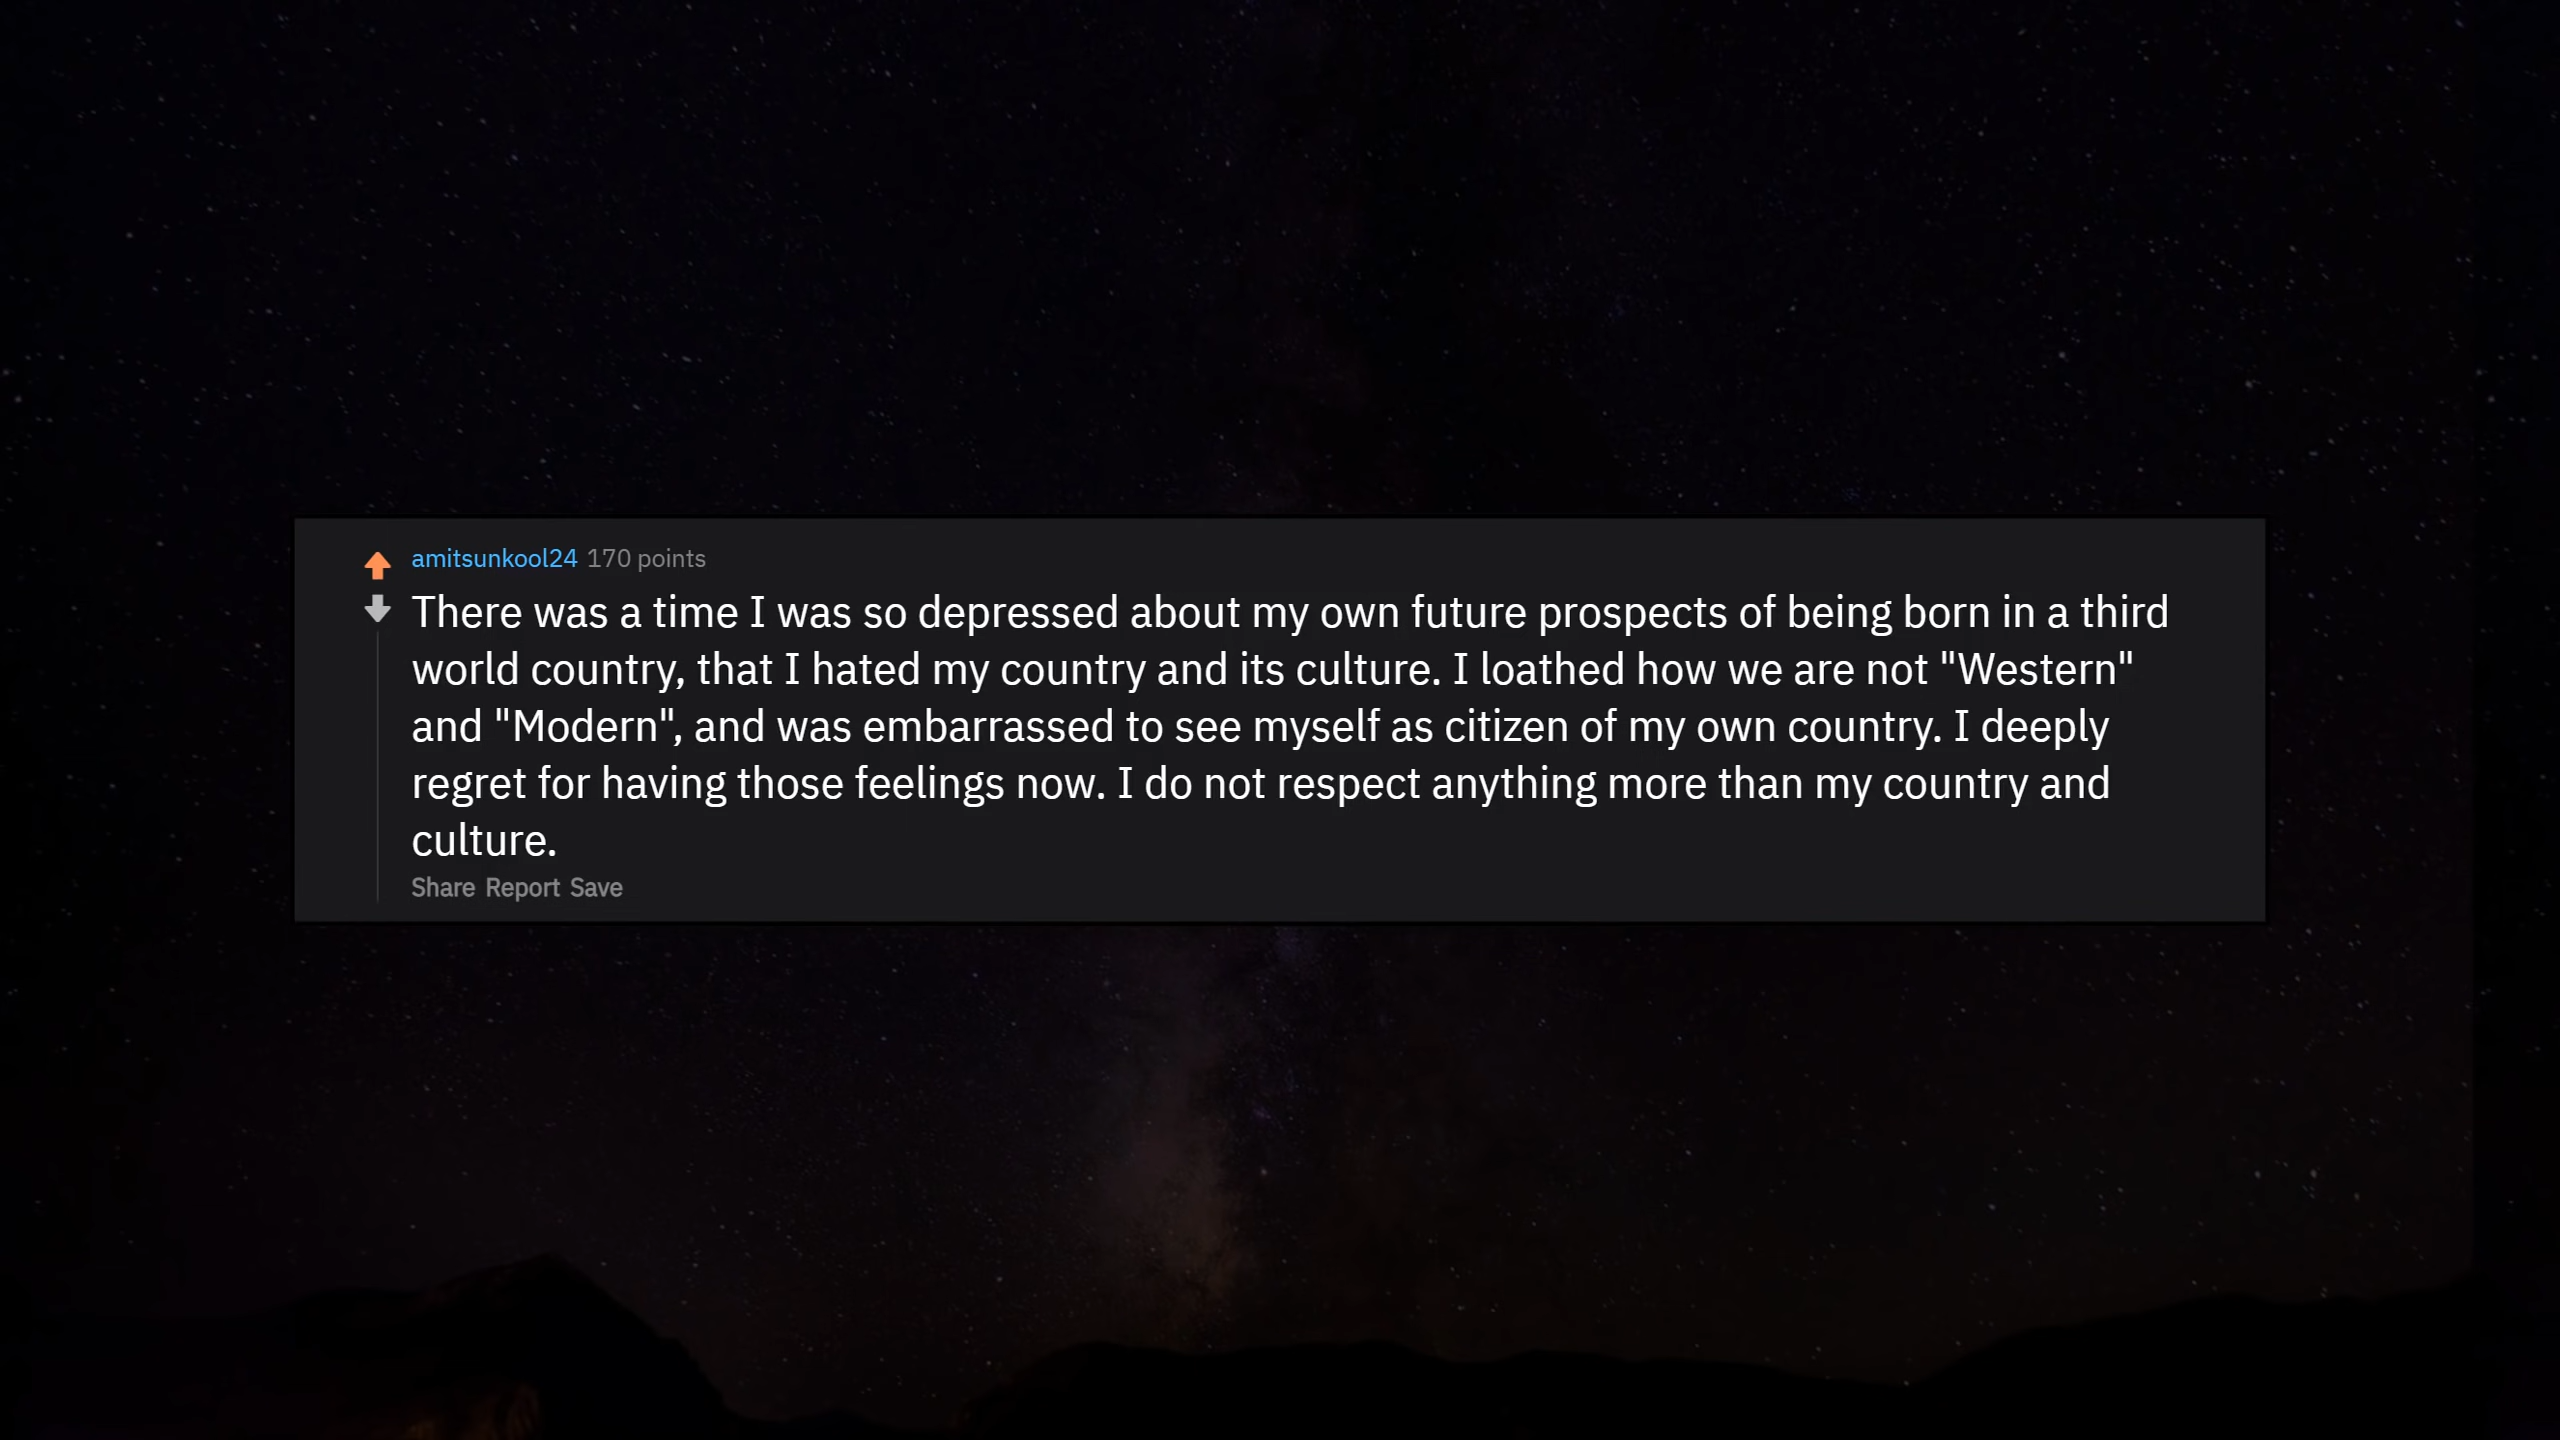 amitsunkool24 170 points
There was a time I was so depressed about my own future prospects of being born in a third
world country, that I hated my country and its culture. I loathed how we are not "Western"
and "Modern", and was embarrassed to see myself as citizen of my own country. I deeply
regret for having those feelings now. I do not respect anything more than my country and
culture.
Share Report Save